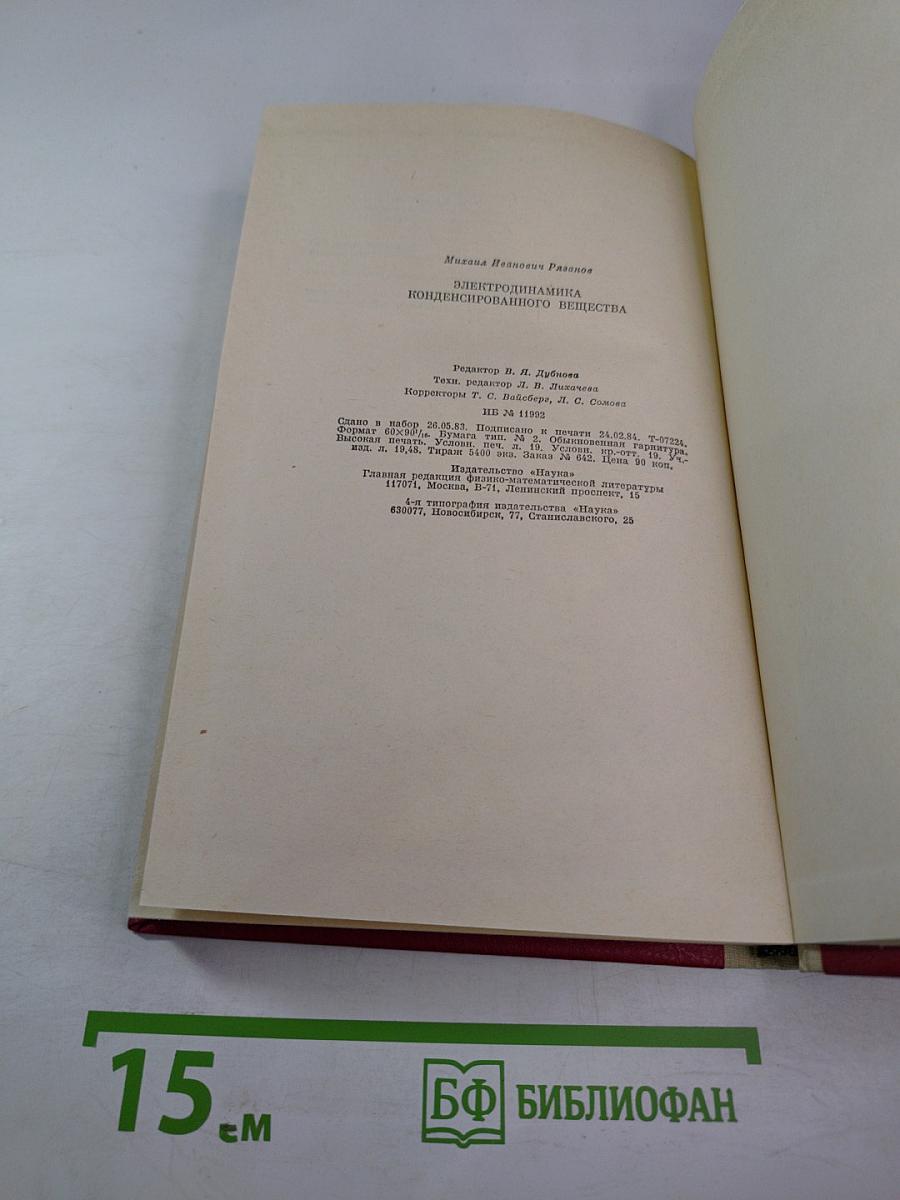 Михаил Иванович Рязанов
ЭЛЕКТРОДИНАМИКА
КОНДЕНСИРОВАННОГО ВЕЩЕСТВА
Редактор В. Я. Дубнова
Техн. редактор Л. В. Лихачева
Корректоры Т. С. Вайсберг, Л. С. Сомова
ИБ № 11992
Сдано в набор 26.05.83. Подписано к печати 24.02.84. Т-07224.
Формат 60×90¹/₁₆. Бумага тип. № 2. Обыкновенная гарнитура.
Высокая печать. Условн. печ. л. 19. Условн. кр.-отт. 19. Уч.-
изд. л. 19,48. Тираж 5400 экз. Заказ № 642. Цена 90 коп.
Издательство «Наука»
Главная редакция физико-математической литературы
117071, Москва, В-71, Ленинский проспект, 15
4-я типография издательства «Наука»
630077, Новосибирск, 77, Станиславского, 25
15 см
БФ БИБЛИОФАН